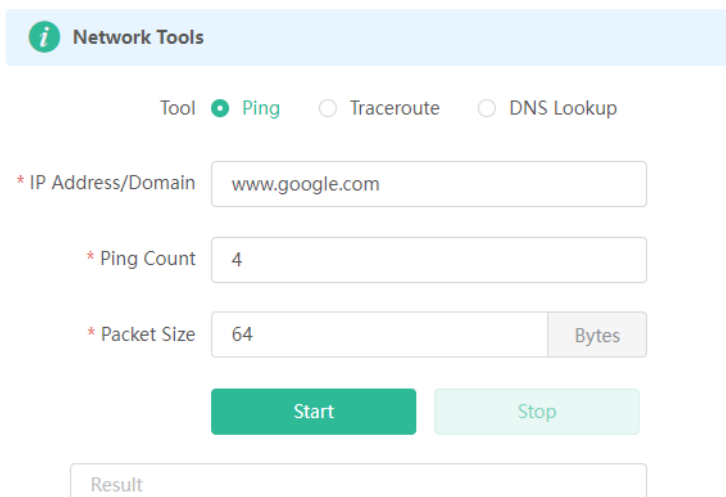 i Network Tools
Tool Ping Traceroute DNS Lookup
* IP Address/Domain www.google.com
* Ping Count 4
* Packet Size 64 Bytes
Start Stop
Result